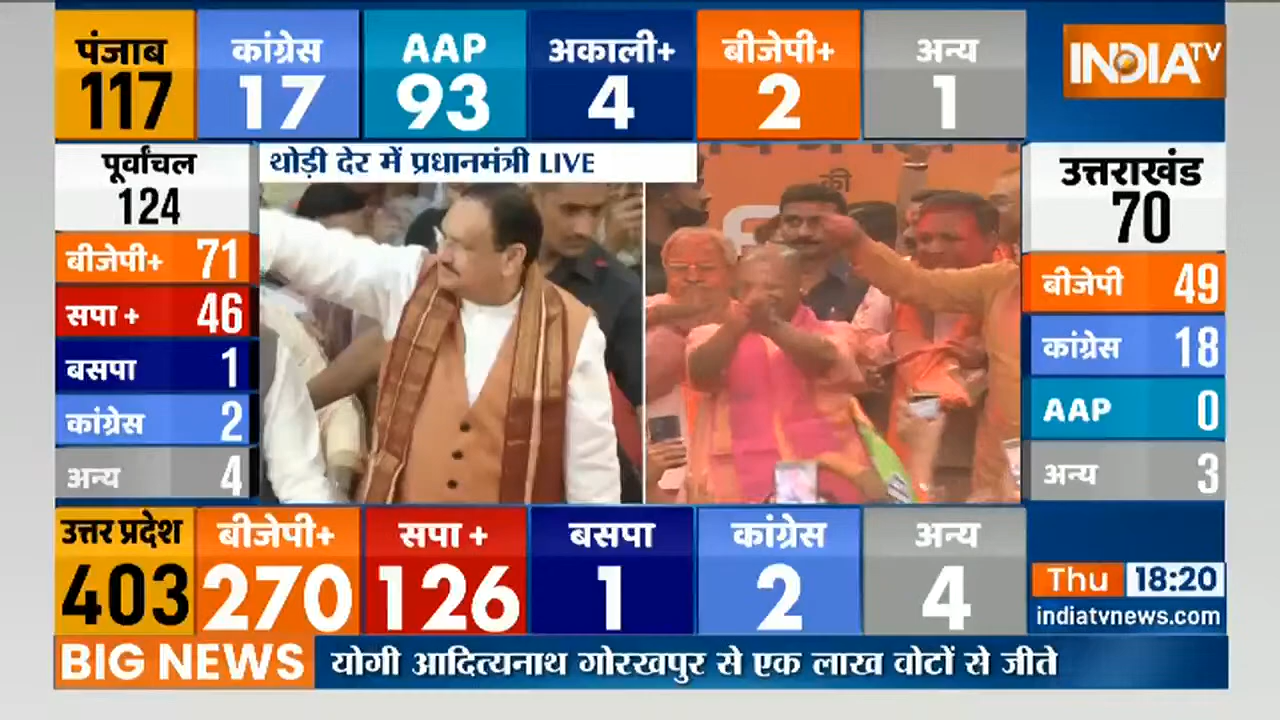 पंजाब
117
कांग्रेस
17
AAP
93
अकाली+
4
बीजेपी+
2
अन्य
1
INDIA TV
पूर्वांचल
124
बीजेपी+ 71
सपा + 46
बसपा 1
कांग्रेस 2
अन्य 4
थोड़ी देर में प्रधानमंत्री LIVE
की
उत्तराखंड
70
बीजेपी 49
कांग्रेस 18
AAP 0
अन्य 3
उत्तर प्रदेश
403
बीजेपी+
270
सपा +
126
बसपा
1
कांग्रेस
2
अन्य
4
Thu 18:20
indiatvnews.com
BIG NEWS योगी आदित्यनाथ गोरखपुर से एक लाख वोटों से जीते